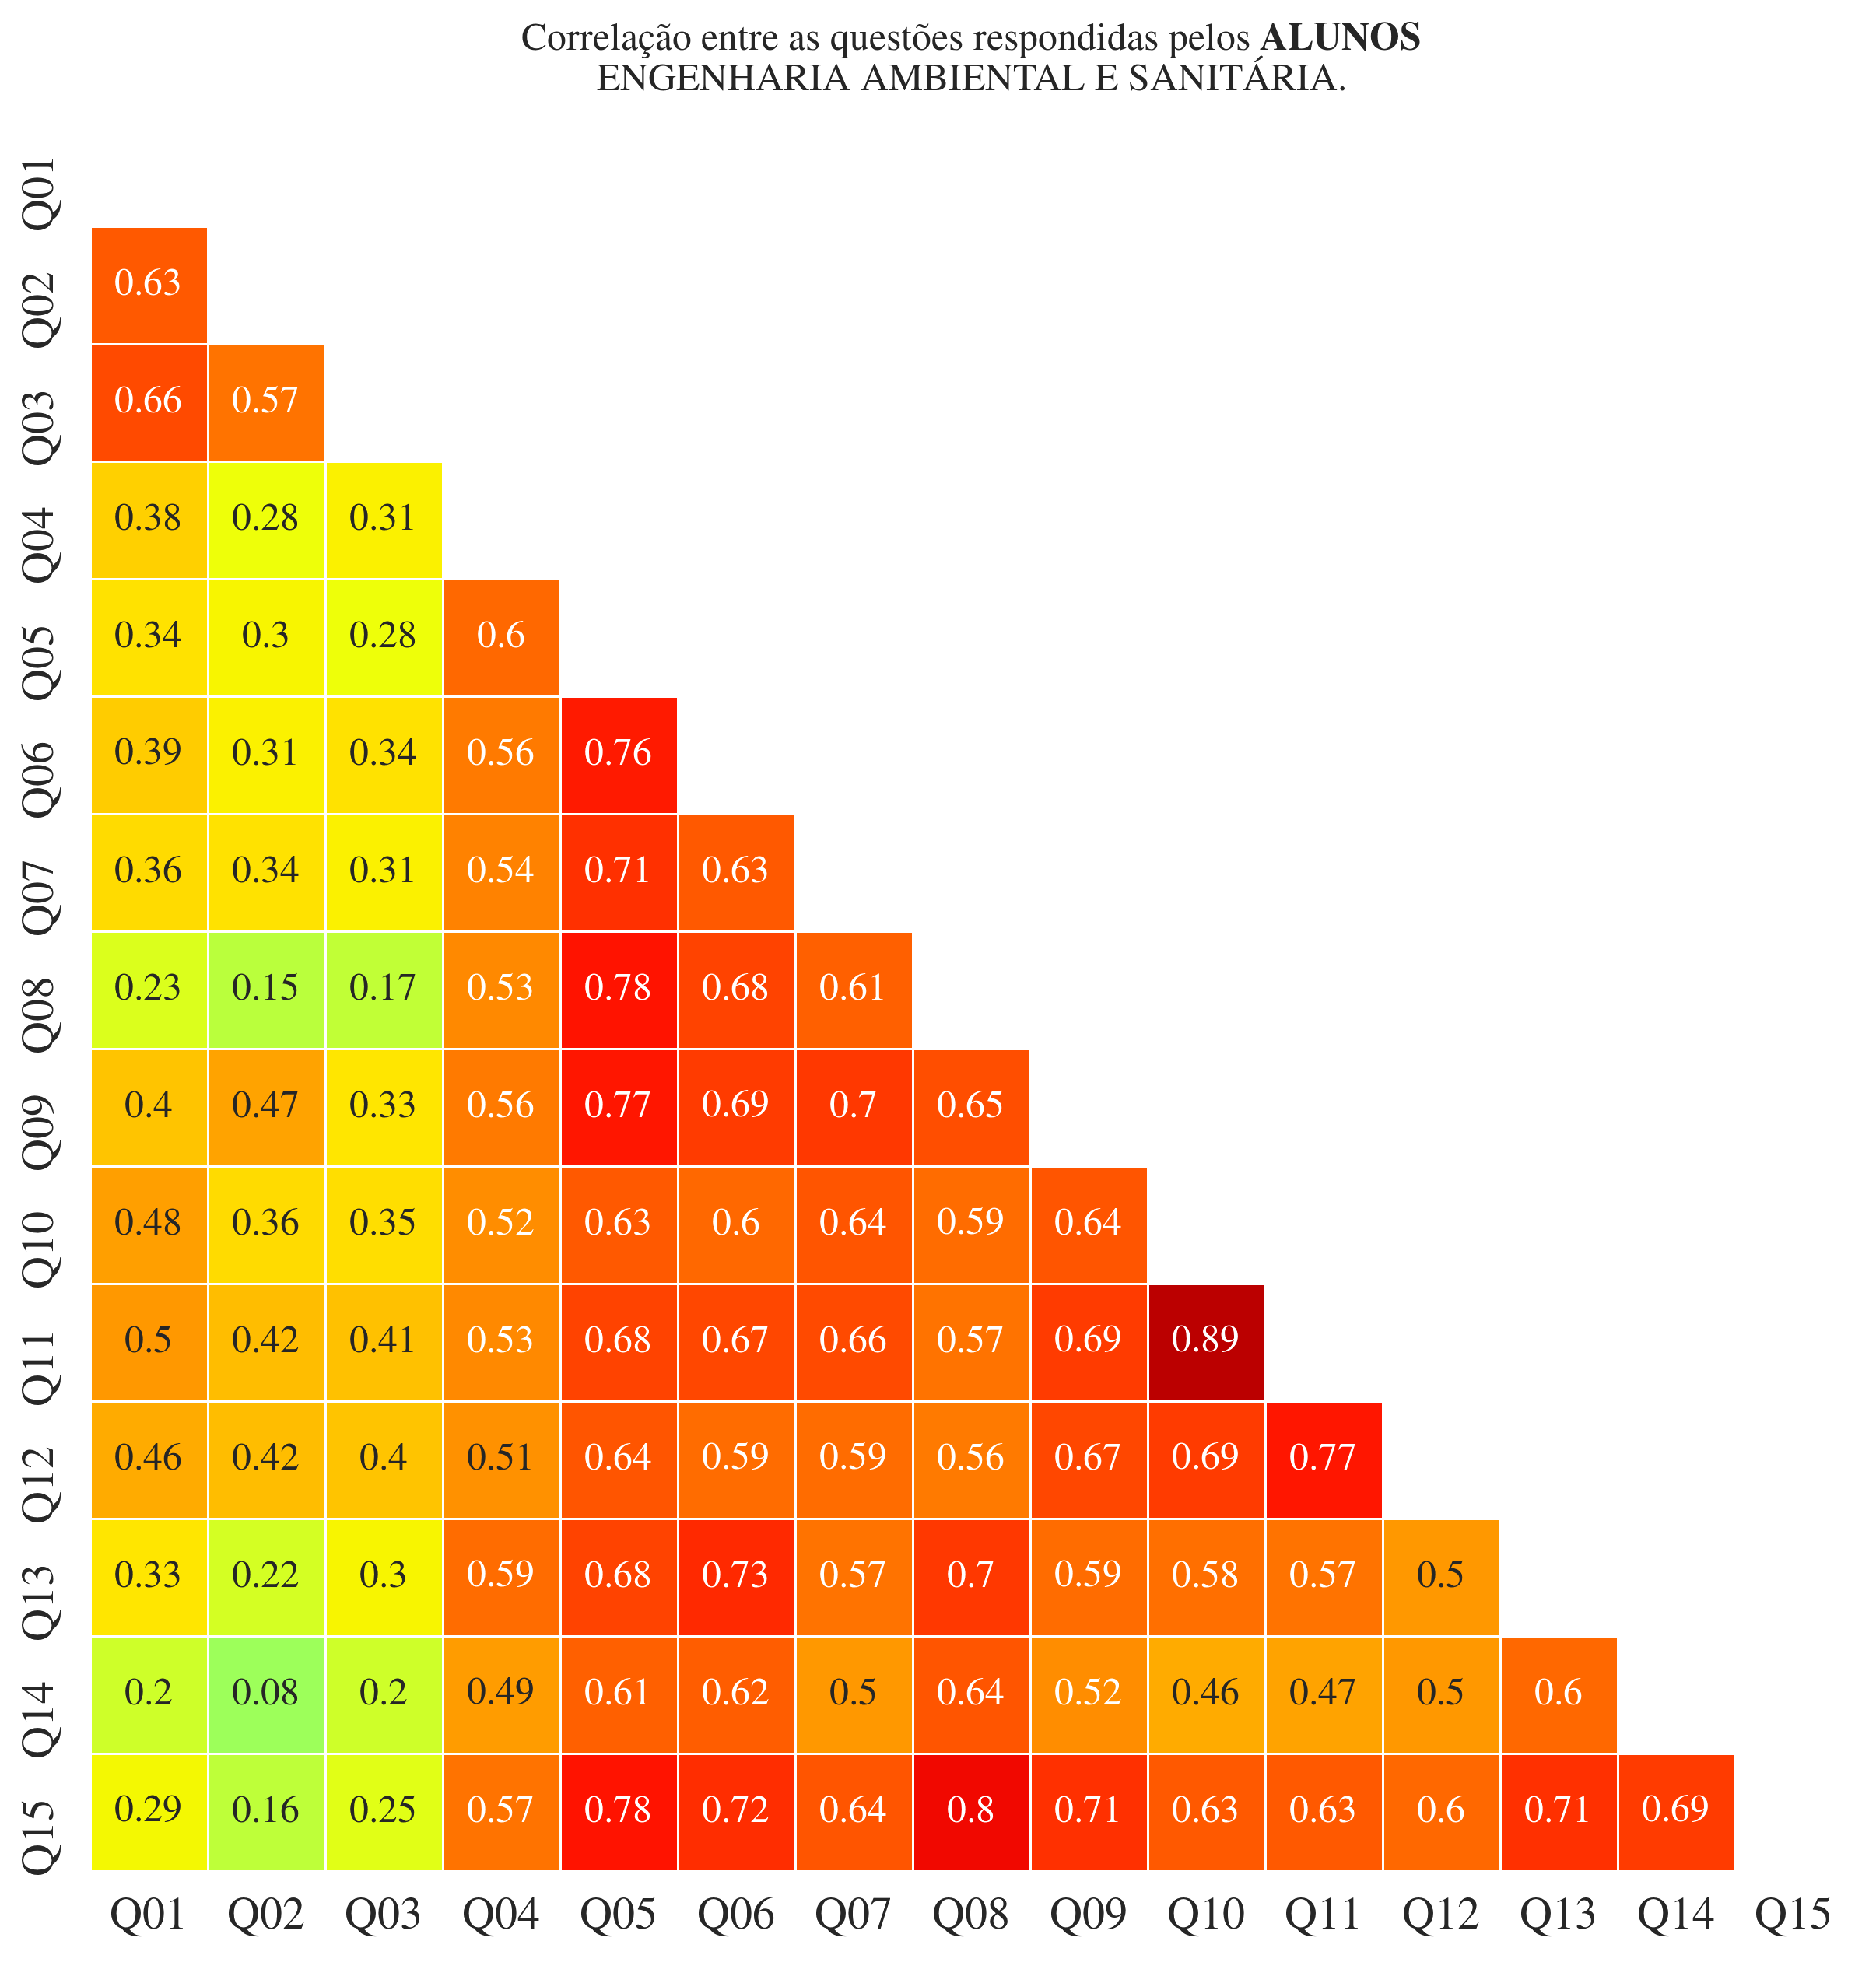 Correlação entre as questões respondidas pelos ALUNOS
ENGENHARIA AMBIENTAL E SANITÁRIA.
Q01
Q02 0.63
Q03 0.66 0.57
Q04 0.38 0.28 0.31
Q05 0.34 0.3 0.28 0.6
Q06 0.39 0.31 0.34 0.56 0.76
Q07 0.36 0.34 0.31 0.54 0.71 0.63
Q08 0.23 0.15 0.17 0.53 0.78 0.68 0.61
Q09 0.4 0.47 0.33 0.56 0.77 0.69 0.7 0.65
Q10 0.48 0.36 0.35 0.52 0.63 0.6 0.64 0.59 0.64
Q11 0.5 0.42 0.41 0.53 0.68 0.67 0.66 0.57 0.69 0.89
Q12 0.46 0.42 0.4 0.51 0.64 0.59 0.59 0.56 0.67 0.69 0.77
Q13 0.33 0.22 0.3 0.59 0.68 0.73 0.57 0.7 0.59 0.58 0.57 0.5
Q14 0.2 0.08 0.2 0.49 0.61 0.62 0.5 0.64 0.52 0.46 0.47 0.5 0.6
Q15 0.29 0.16 0.25 0.57 0.78 0.72 0.64 0.8 0.71 0.63 0.63 0.6 0.71 0.69
Q01 Q02 Q03 Q04 Q05 Q06 Q07 Q08 Q09 Q10 Q11 Q12 Q13 Q14 Q15